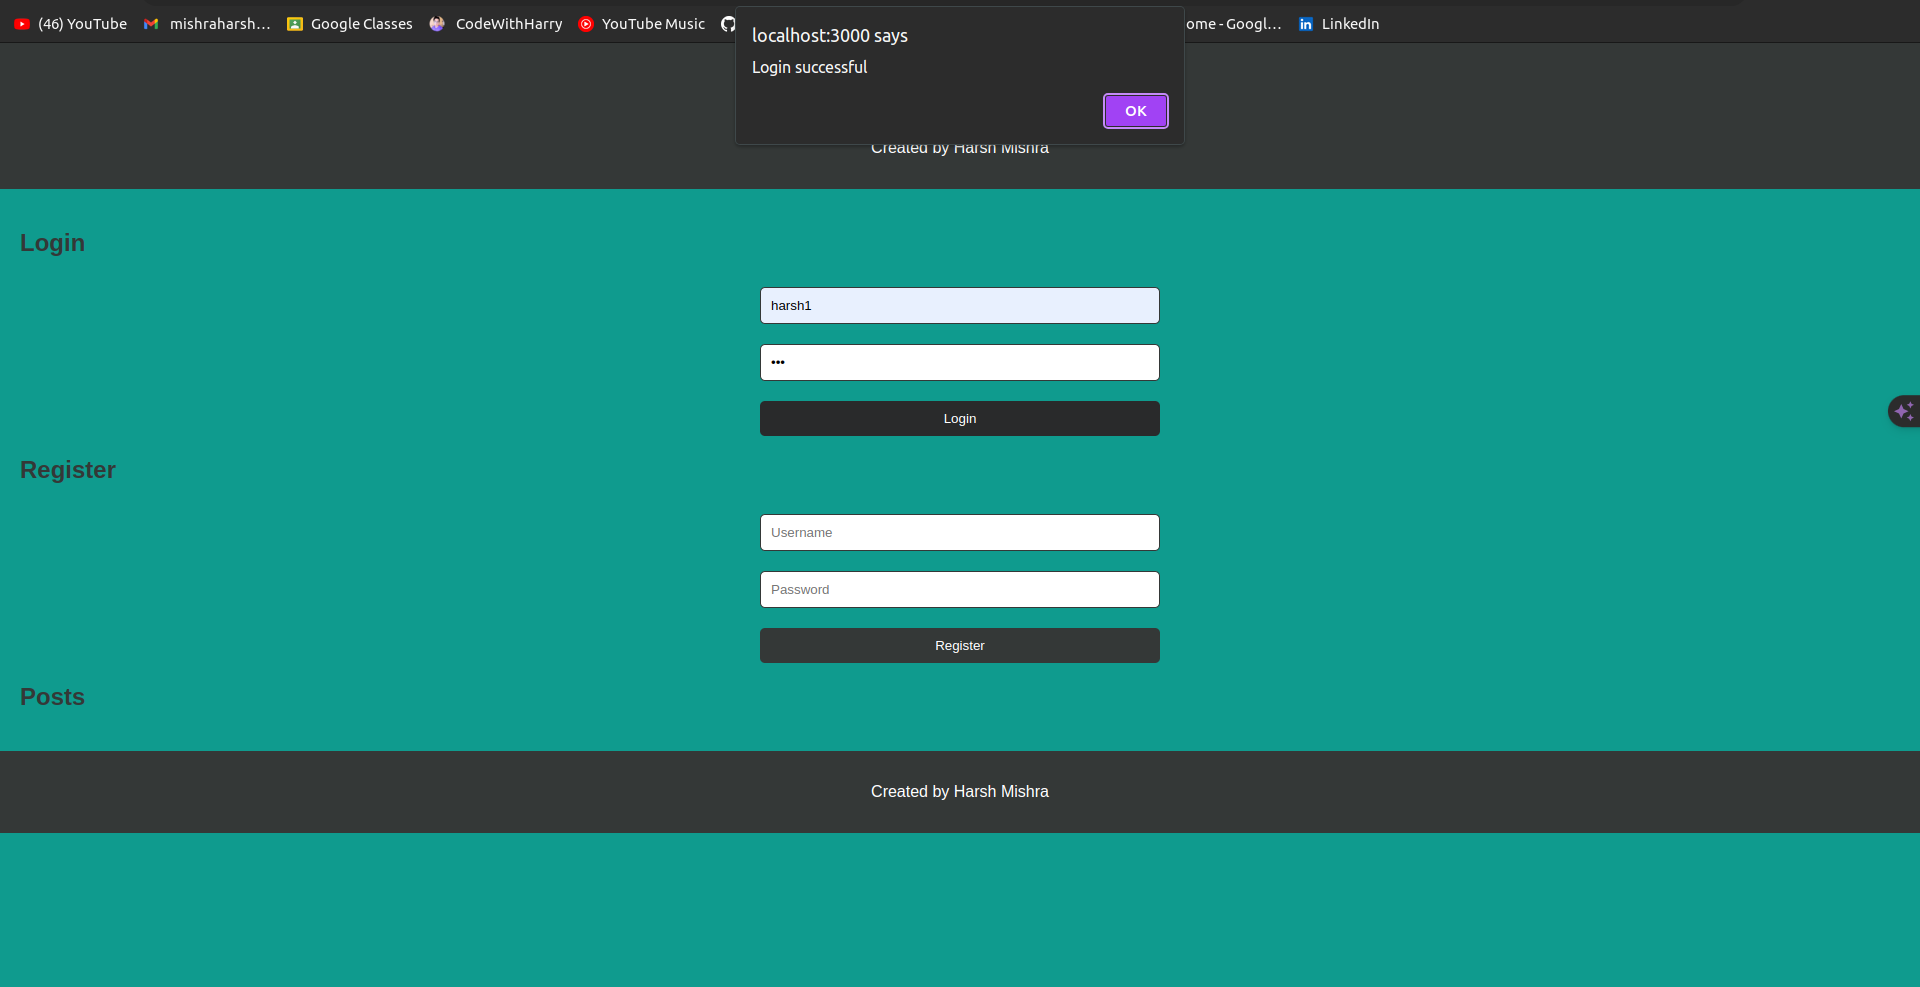 (46) YouTube mishraharsh... Google Classes CodeWithHarry YouTube Music ome - Googl... LinkedIn
localhost:3000 says
Login successful
OK
Created by Harsh Mishra
Login
harsh1
•••
Login
Register
Username
Password
Register
Posts
Created by Harsh Mishra